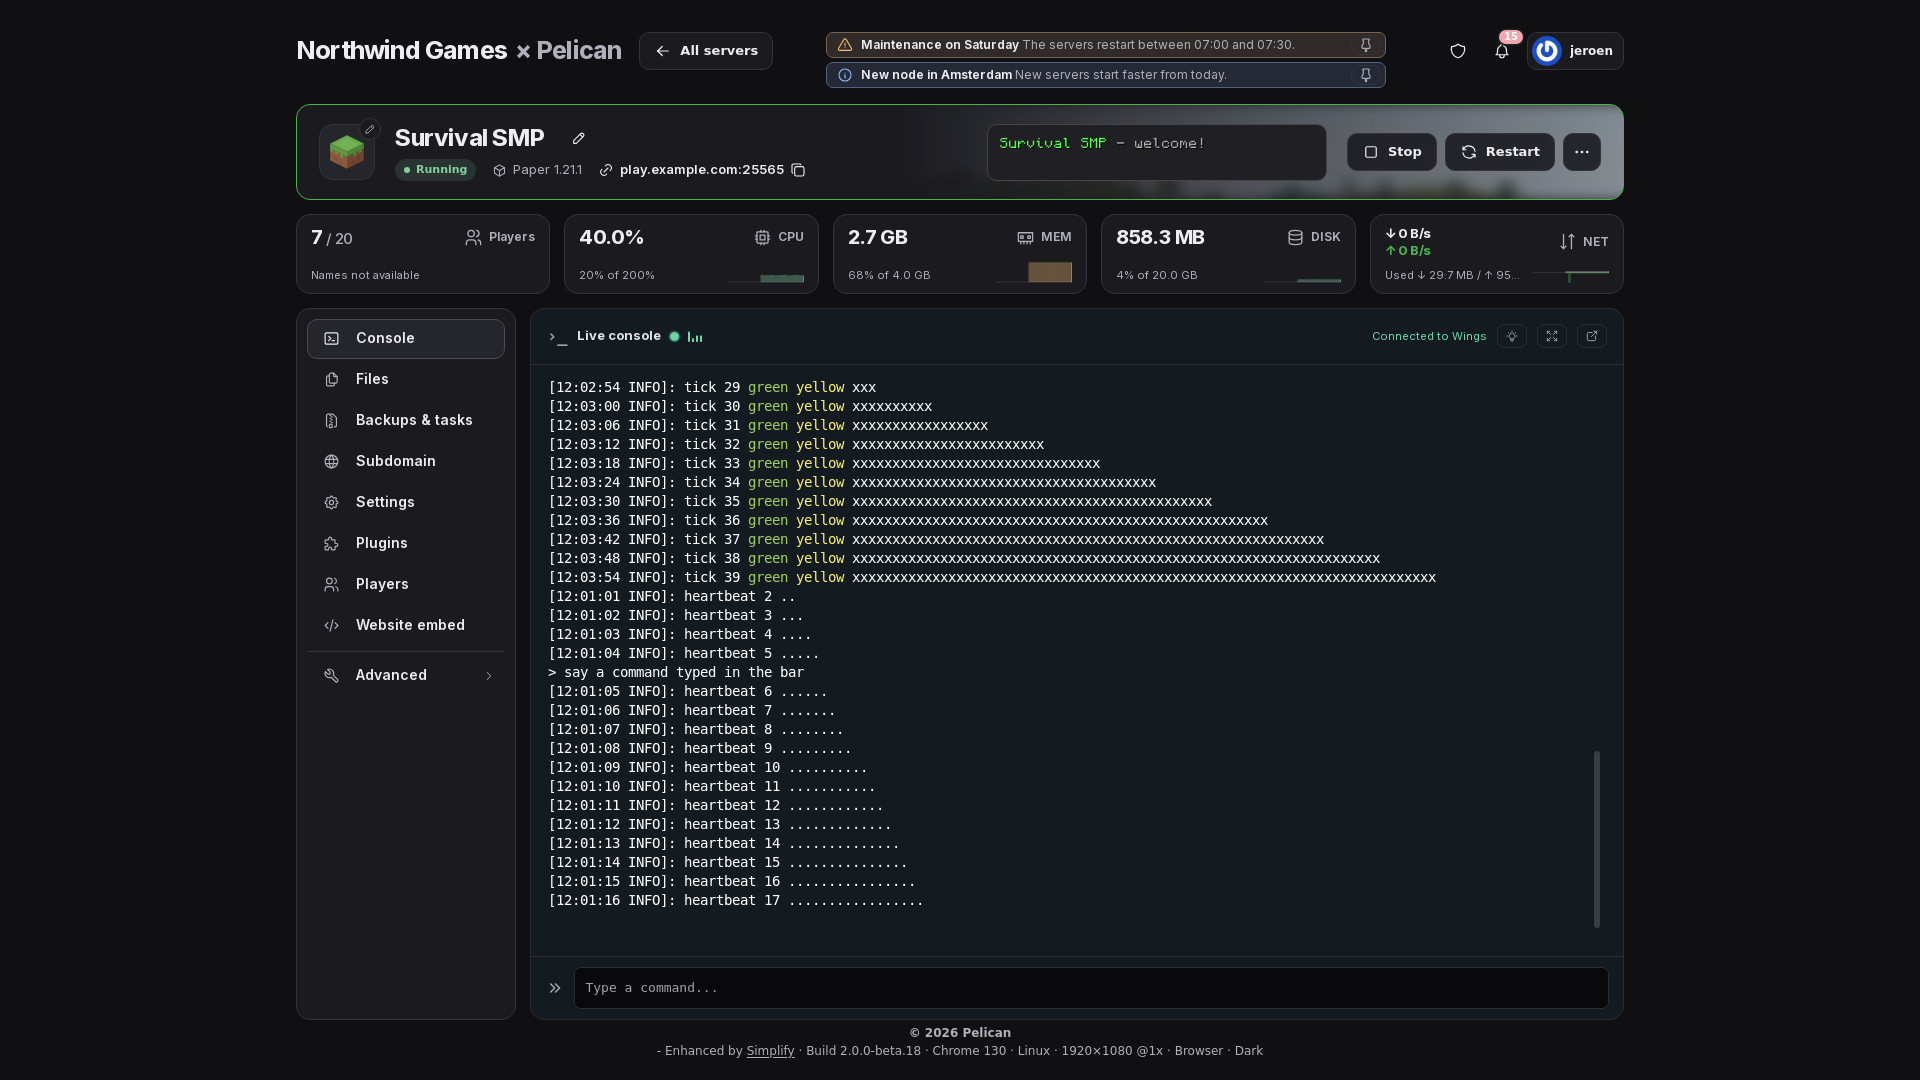 Northwind Games × Pelican
All servers
Maintenance on Saturday The servers restart between 07:00 and 07:30.
New node in Amsterdam New servers start faster from today.
15
jeroen
Survival SMP
Running
Paper 1.21.1
play.example.com:25565
Survival SMP - welcome!
Stop
Restart
7 / 20
Players
Names not available
40.0%
CPU
20% of 200%
2.7 GB
MEM
68% of 4.0 GB
858.3 MB
DISK
4% of 20.0 GB
↓ 0 B/s
↑ 0 B/s
NET
Used ↓ 29.7 MB / ↑ 95...
Console
Files
Backups & tasks
Subdomain
Settings
Plugins
Players
Website embed
Advanced
>_ Live console
Connected to Wings
[12:02:54 INFO]: tick 29 green yellow xxx
[12:03:00 INFO]: tick 30 green yellow xxxxxxxxxx
[12:03:06 INFO]: tick 31 green yellow xxxxxxxxxxxxxxxxx
[12:03:12 INFO]: tick 32 green yellow xxxxxxxxxxxxxxxxxxxxxxxx
[12:03:18 INFO]: tick 33 green yellow xxxxxxxxxxxxxxxxxxxxxxxxxxxxxxx
[12:03:24 INFO]: tick 34 green yellow xxxxxxxxxxxxxxxxxxxxxxxxxxxxxxxxxxxxxx
[12:03:30 INFO]: tick 35 green yellow xxxxxxxxxxxxxxxxxxxxxxxxxxxxxxxxxxxxxxxxxxxxx
[12:03:36 INFO]: tick 36 green yellow xxxxxxxxxxxxxxxxxxxxxxxxxxxxxxxxxxxxxxxxxxxxxxxxxxxx
[12:03:42 INFO]: tick 37 green yellow xxxxxxxxxxxxxxxxxxxxxxxxxxxxxxxxxxxxxxxxxxxxxxxxxxxxxxxxxxx
[12:03:48 INFO]: tick 38 green yellow xxxxxxxxxxxxxxxxxxxxxxxxxxxxxxxxxxxxxxxxxxxxxxxxxxxxxxxxxxxxxxxxxx
[12:03:54 INFO]: tick 39 green yellow xxxxxxxxxxxxxxxxxxxxxxxxxxxxxxxxxxxxxxxxxxxxxxxxxxxxxxxxxxxxxxxxxxxxxxxxx
[12:01:01 INFO]: heartbeat 2 ..
[12:01:02 INFO]: heartbeat 3 ...
[12:01:03 INFO]: heartbeat 4 ....
[12:01:04 INFO]: heartbeat 5 .....
> say a command typed in the bar
[12:01:05 INFO]: heartbeat 6 ......
[12:01:06 INFO]: heartbeat 7 .......
[12:01:07 INFO]: heartbeat 8 ........
[12:01:08 INFO]: heartbeat 9 .........
[12:01:09 INFO]: heartbeat 10 ..........
[12:01:10 INFO]: heartbeat 11 ...........
[12:01:11 INFO]: heartbeat 12 ............
[12:01:12 INFO]: heartbeat 13 .............
[12:01:13 INFO]: heartbeat 14 ..............
[12:01:14 INFO]: heartbeat 15 ...............
[12:01:15 INFO]: heartbeat 16 ................
[12:01:16 INFO]: heartbeat 17 .................
Type a command...
© 2026 Pelican
- Enhanced by Simplify · Build 2.0.0-beta.18 · Chrome 130 · Linux · 1920×1080 @1x · Browser · Dark